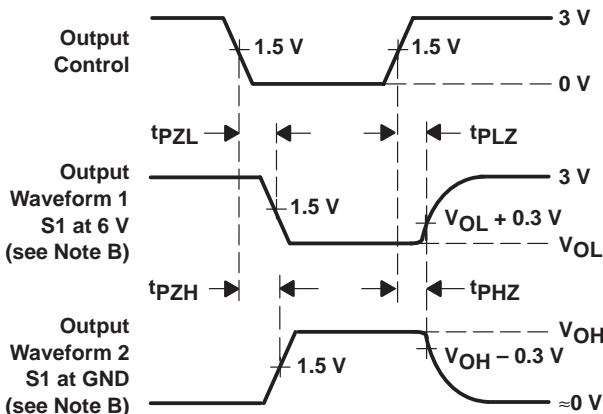 Output
Control
1.5 V
1.5 V
3 V
0 V
tPZL
tPLZ
Output
Waveform 1
S1 at 6 V
(see Note B)
1.5 V
3 V
VOL + 0.3 V
VOL
tPZH
tPHZ
Output
Waveform 2
S1 at GND
(see Note B)
1.5 V
VOH
VOH − 0.3 V
≈0 V